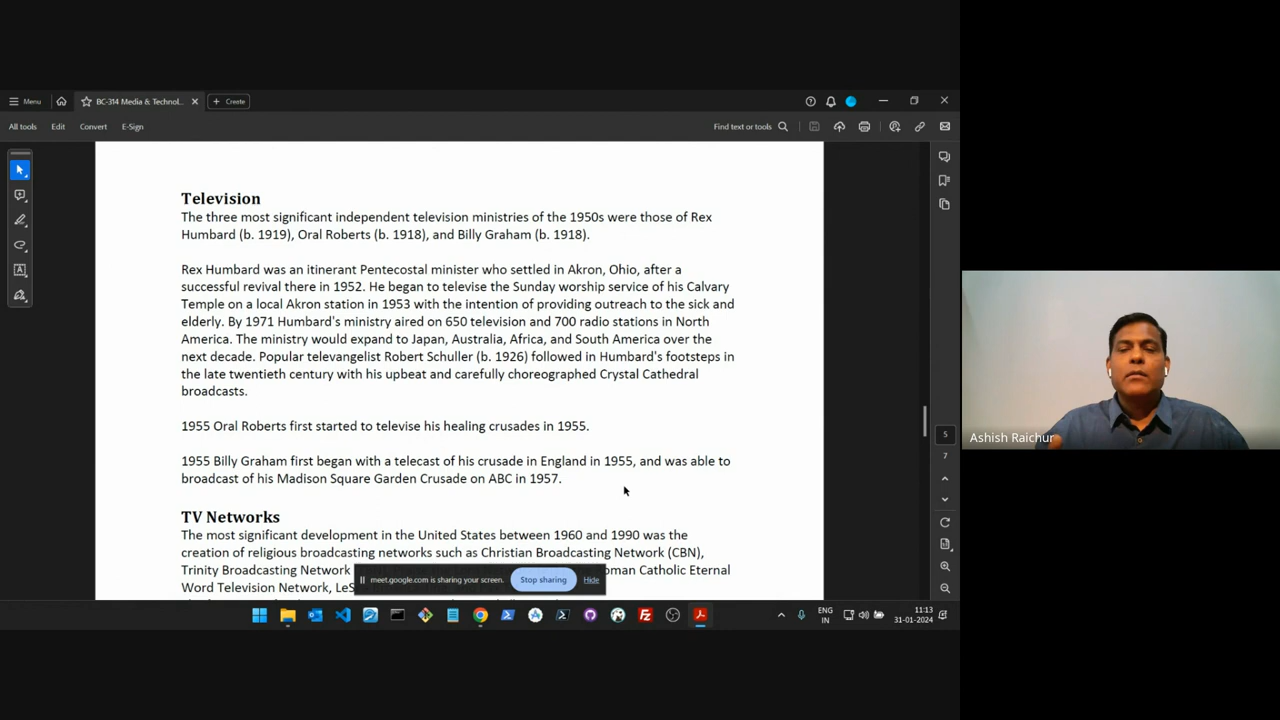 Menu
BC-314 Media & Technol...
Create
All tools
Edit
Convert
E-Sign
Find text or tools
Television
The three most significant independent television ministries of the 1950s were those of Rex
Humbard (b. 1919), Oral Roberts (b. 1918), and Billy Graham (b. 1918).
Rex Humbard was an itinerant Pentecostal minister who settled in Akron, Ohio, after a
successful revival there in 1952. He began to televise the Sunday worship service of his Calvary
Temple on a local Akron station in 1953 with the intention of providing outreach to the sick and
elderly. By 1971 Humbard's ministry aired on 650 television and 700 radio stations in North
America. The ministry would expand to Japan, Australia, Africa, and South America over the
next decade. Popular televangelist Robert Schuller (b. 1926) followed in Humbard's footsteps in
the late twentieth century with his upbeat and carefully choreographed Crystal Cathedral
broadcasts.
1955 Oral Roberts first started to televise his healing crusades in 1955.
1955 Billy Graham first began with a telecast of his crusade in England in 1955, and was able to
broadcast of his Madison Square Garden Crusade on ABC in 1957.
TV Networks
The most significant development in the United States between 1960 and 1990 was the
creation of religious broadcasting networks such as Christian Broadcasting Network (CBN),
Trinity Broadcasting Network oman Catholic Eternal
Word Television Network, LeS
meet.google.com is sharing your screen.
Stop sharing
Hide
5
7
ENG
IN
11:13
31-01-2024
Ashish Raichur